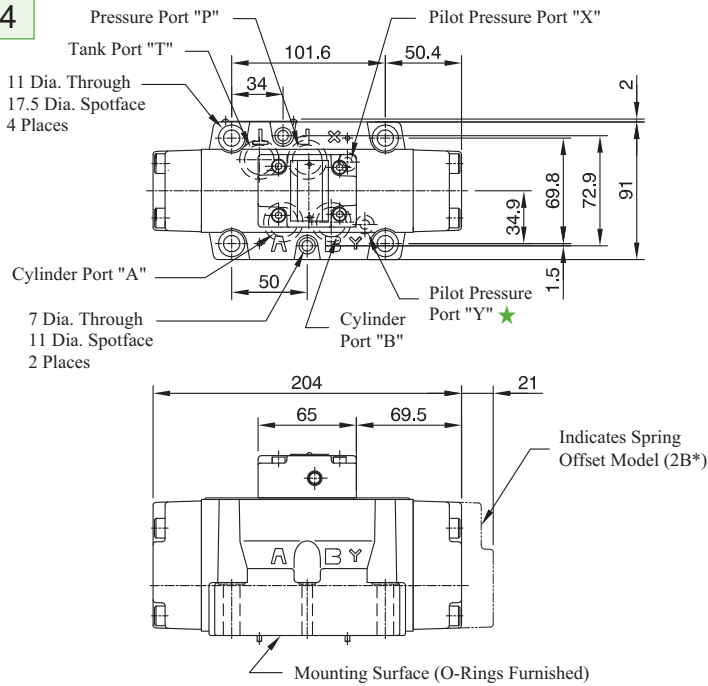 4
Pressure Port "P"
Pilot Pressure Port "X"
Tank Port "T"
101.6
50.4
11 Dia. Through
17.5 Dia. Spotface
4 Places
34
2
X
34.9
69.8
72.9
91
1.5
A
B Y
Cylinder Port "A"
50
Pilot Pressure
Port "Y" ★
7 Dia. Through
11 Dia. Spotface
2 Places
Cylinder
Port "B"
204
21
65
69.5
Indicates Spring
Offset Model (2B*)
A B Y
Mounting Surface (O-Rings Furnished)